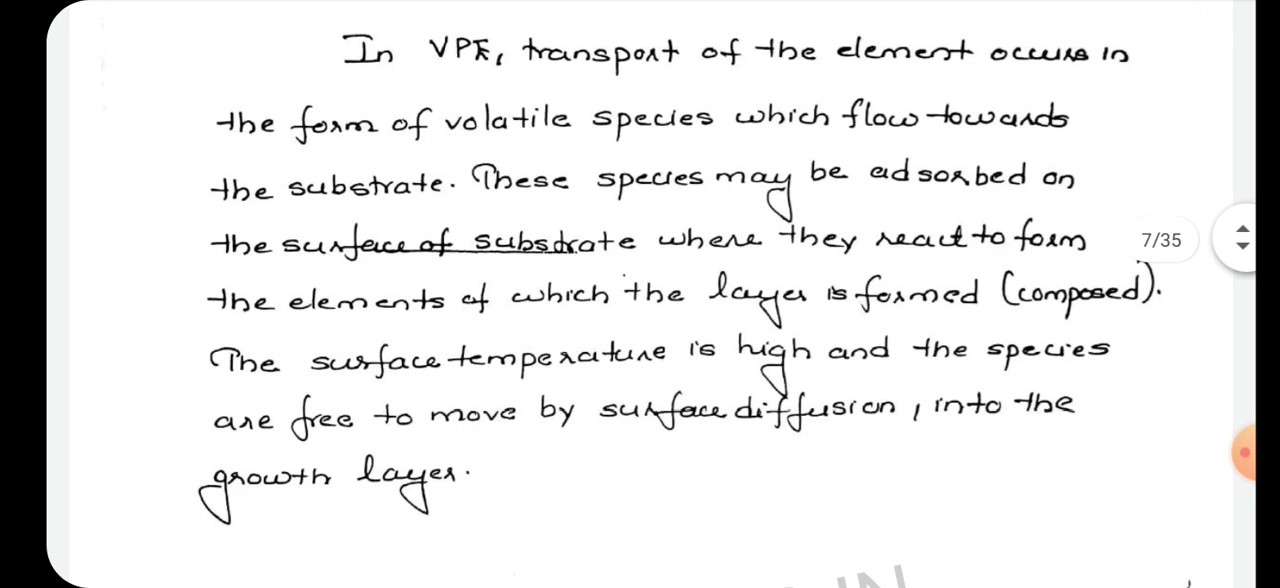 In VPE, transport of the element occurs in
the form of volatile species which flow towards
the substrate. These species may be adsorbed on
the surface of substrate where they react to form
7/35
the elements of which the layer is formed (composed).
The surface temperature is high and the species
are free to move by surface diffusion, into the
growth layer.